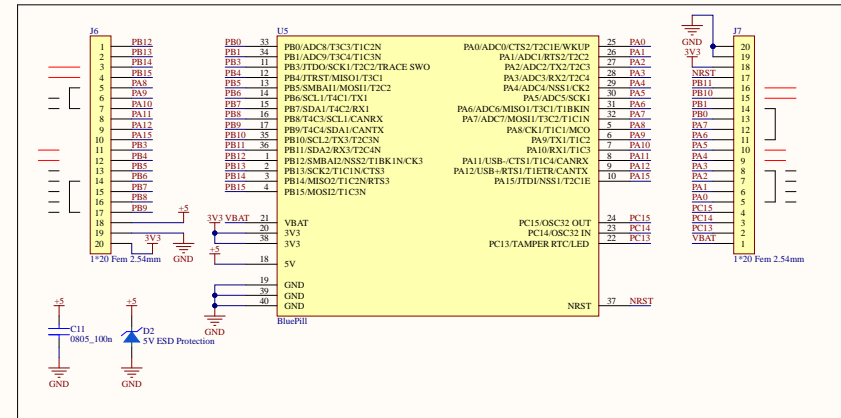 J6
1 PB12
2 PB13
3 PB14
4 PB15
5 PA8
6 PA9
7 PA10
8 PA11
9 PA12
10 PA15
11 PB3
12 PB4
13 PB5
14 PB6
15 PB7
16 PB8
17 PB9
18 +5
19 GND
20 3V3
1*20 Fem 2.54mm
U5
PB0 33 PB0/ADC8/T3C3/T1C2N
PB1 34 PB1/ADC9/T3C4/T1C3N
PB3 11 PB3/JTDO/SCK1/T2C2/TRACE SWO
PB4 12 PB4/JTRST/MISO1/T3C1
PB5 13 PB5/SMBAI1/MOSI1/T2C2
PB6 14 PB6/SCL1/T4C1/TX1
PB7 15 PB7/SDA1/T4C2/RX1
PB8 16 PB8/T4C3/SCL1/CANRX
PB9 17 PB9/T4C4/SDA1/CANTX
PB10 35 PB10/SCL2/TX3/T2C3N
PB11 36 PB11/SDA2/RX3/T2C4N
PB12 1 PB12/SMBAI2/NSS2/T1BK1N/CK3
PB13 2 PB13/SCK2/T1C1N/CTS3
PB14 3 PB14/MISO2/T1C2N/RTS3
PB15 4 PB15/MOSI2/T1C3N
3V3 VBAT 21 VBAT
20 3V3
38 3V3
+5 18 5V
19 GND
39 GND
40 GND
GND
BluePill
PA0/ADC0/CTS2/T2C1E/WKUP 25 PA0
PA1/ADC1/RTS2/T2C2 26 PA1
PA2/ADC2/TX2/T2C3 27 PA2
PA3/ADC3/RX2/T2C4 28 PA3
PA4/ADC4/NSS1/CK2 29 PA4
PA5/ADC5/SCK1 30 PA5
PA6/ADC6/MISO1/T3C1/T1BKIN 31 PA6
PA7/ADC7/MOSI1/T3C2/T1C1N 32 PA7
PA8/CK1/T1C1/MCO 5 PA8
PA9/TX1/T1C2 6 PA9
PA10/RX1/T1C3 7 PA10
PA11/USB-/CTS1/T1C4/CANRX 8 PA11
PA12/USB+/RTS1/T1ETR/CANTX 9 PA12
PA15/JTDI/NSS1/T2C1E 10 PA15
PC15/OSC32 OUT 24 PC15
PC14/OSC32 IN 23 PC14
PC13/TAMPER RTC/LED 22 PC13
NRST 37 NRST
J7
GND 20
19
3V3 18
NRST 17
PB11 16
PB10 15
PB1 14
PB0 13
PA7 12
PA6 11
PA5 10
PA4 9
PA3 8
PA2 7
PA1 6
PA0 5
PC15 4
PC14 3
PC13 2
VBAT 1
1*20 Fem 2.54mm
+5
C11
0805_100n
GND
+5
D2
5V ESD Protection
GND